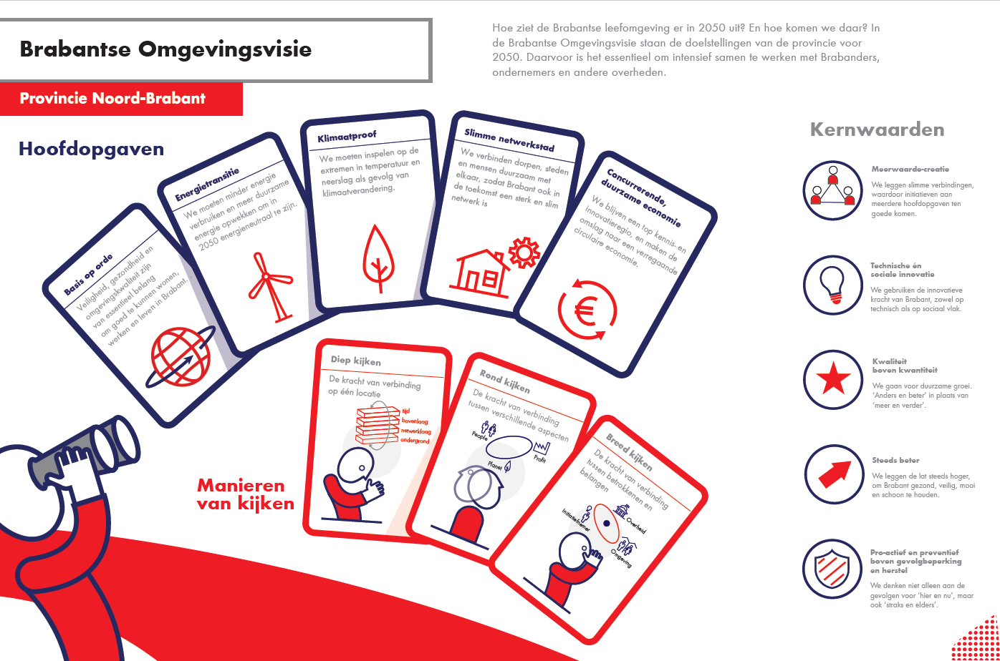 Brabantse Omgevingsvisie
Provincie Noord-Brabant
Hoe ziet de Brabantse leefomgeving er in 2050 uit? En hoe komen we daar? In
de Brabantse Omgevingsvisie staan de doelstellingen van de provincie voor
2050. Daarvoor is het essentieel om intensief samen te werken met Brabanders,
ondernemers en andere overheden.
Hoofdopgaven
Basis op orde
Veiligheid, gezondheid en
omgevingskwaliteit zijn
van essentieel belang
om goed te kunnen wonen,
werken en leven in Brabant.
Energietransitie
We moeten minder energie
verbruiken en meer duurzame
energie opwekken om in
2050 energieneutraal te zijn.
Klimaatproof
We moeten inspelen op de
extremen in temperatuur en
neerslag als gevolg van
klimaatverandering.
Slimme netwerkstad
We verbinden dorpen, steden
en mensen duurzaam met
elkaar, zodat Brabant ook in
de toekomst een sterk en slim
netwerk is
Concurrerende,
duurzame economie
We blijven een top kennis- en
innovatieregio, en maken de
omslag naar een verregaande
circulaire economie.
€
Manieren
van kijken
Diep kijken
De kracht van verbinding
op één locatie
tijd
bovenlaag
netwerklaag
ondergrond
Rond kijken
De kracht van verbinding
tussen verschillende aspecten
People
Profit
Planet
Breed kijken
De kracht van verbinding
tussen betrokkenen en
belangen
Initiatiefnemer
Overheid
Omgeving
Kernwaarden
Meerwaarde-creatie
We leggen slimme verbindingen,
waardoor initiatieven aan
meerdere hoofdopgaven ten
goede komen.
Technische én
sociale innovatie
We gebruiken de innovatieve
kracht van Brabant, zowel op
technisch als op sociaal vlak.
Kwaliteit
boven kwantiteit
We gaan voor duurzame groei.
'Anders en beter' in plaats van
'meer en verder'.
Steeds beter
We leggen de lat steeds hoger,
om Brabant gezond, veilig, mooi
en schoon te houden.
Pro-actief en preventief
boven gevolgbeperking
en herstel
We denken niet alleen aan de
gevolgen voor 'hier en nu', maar
ook 'straks en elders'.